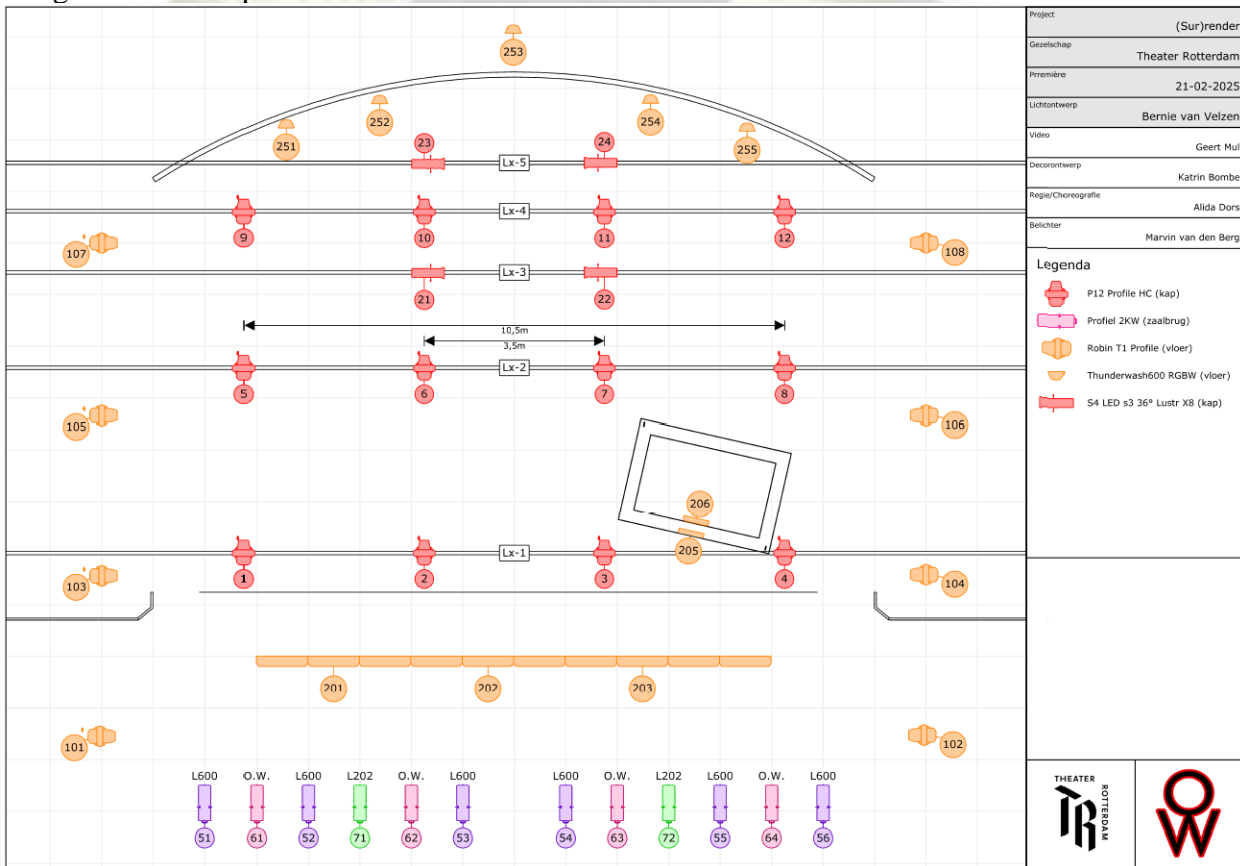 253
252
254
251
255
23
24
Lx-5
Lx-4
9
10
11
12
107
108
Lx-3
21
22
10,5m
3,5m
Lx-2
5
6
7
8
105
106
206
205
Lx-1
1
2
3
4
103
104
201
202
203
101
102
L600 O.W. L600 L202 O.W. L600 L600 O.W. L202 L600 O.W. L600
51 61 52 71 62 53 54 63 72 55 64 56
Project
(Sur)render
Gezelschap
Theater Rotterdam
Prremière
21-02-2025
Lichtontwerp
Bernie van Velzen
Video
Geert Mul
Decorontwerp
Katrin Bombe
Regie/Choreografie
Alida Dors
Belichter
Marvin van den Berg
Legenda
P12 Profile HC (kap)
Profiel 2KW (zaalbrug)
Robin T1 Profile (vloer)
Thunderwash600 RGBW (vloer)
S4 LED s3 36° Lustr X8 (kap)
THEATER
ROTTERDAM
TR
OW